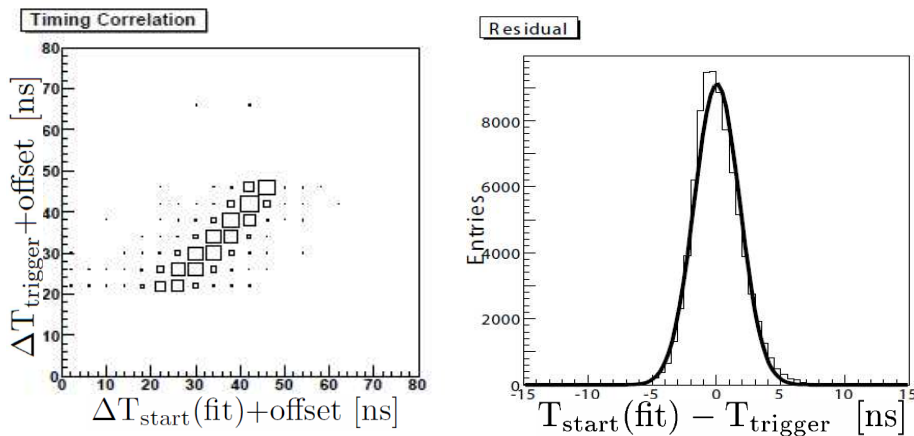 Timing Correlation
ΔT_trigger+offset [ns]
80
70
60
50
40
30
20
10
0
0 10 20 30 40 50 60 70 80
ΔT_start(fit)+offset [ns]
Residual
Entries
8000
6000
4000
2000
0
-15 -10 -5 0 5 10 15
T_start(fit) − T_trigger [ns]